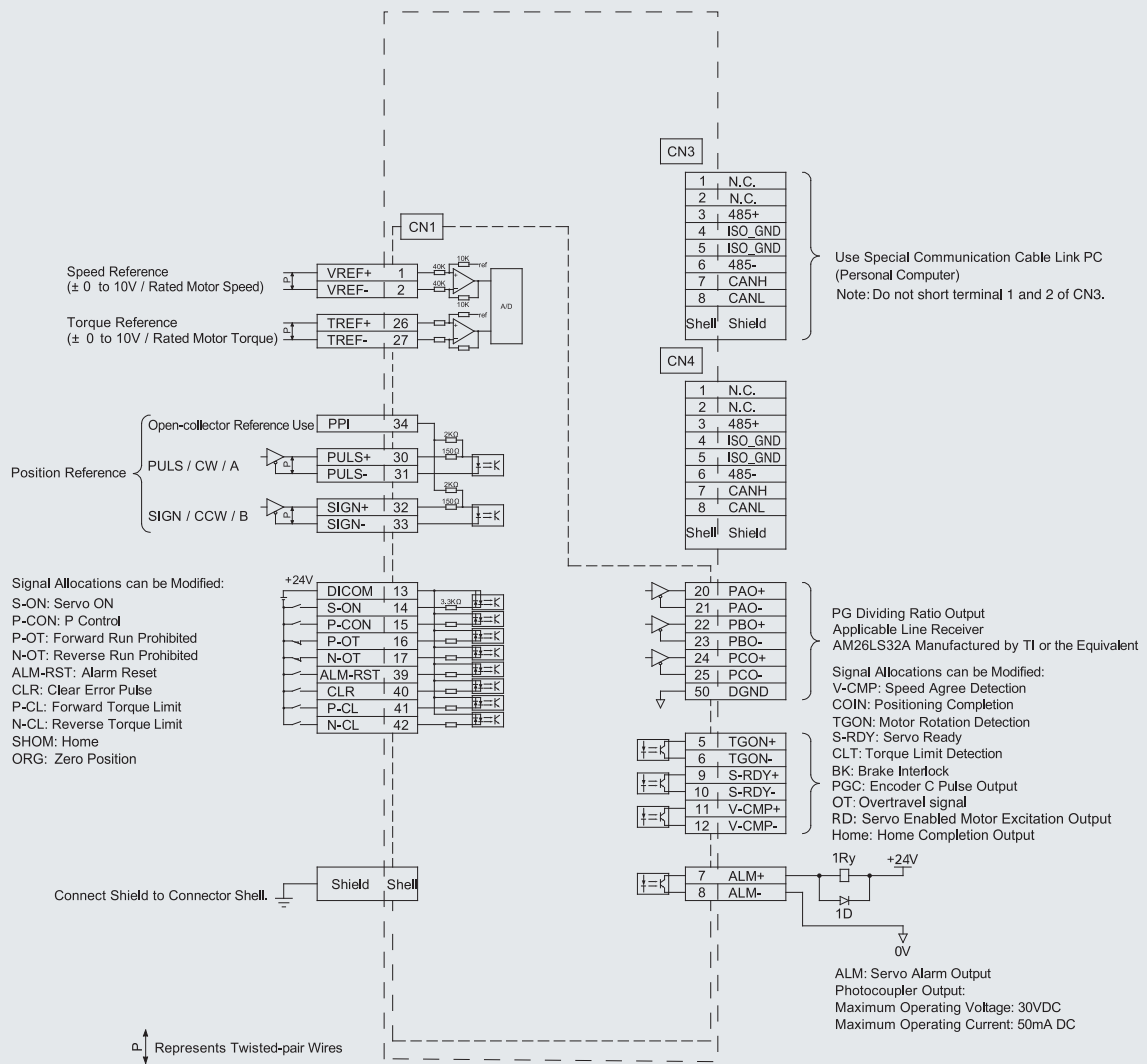 CN3
1 N.C.
2 N.C.
3 485+
4 ISO_GND
5 ISO_GND
6 485-
7 CANH
8 CANL
Shell Shield
Use Special Communication Cable Link PC
(Personal Computer)
Note: Do not short terminal 1 and 2 of CN3.
CN1
Speed Reference
(± 0 to 10V / Rated Motor Speed)
P
VREF+ 1
VREF- 2
40K
40K
10K
ref
10K
A/D
Torque Reference
(± 0 to 10V / Rated Motor Torque)
P
TREF+ 26
TREF- 27
ref
CN4
1 N.C.
2 N.C.
3 485+
4 ISO_GND
5 ISO_GND
6 485-
7 CANH
8 CANL
Shell Shield
Position Reference
Open-collector Reference Use
PPI 34
PULS / CW / A
P
PULS+ 30
PULS- 31
2KΩ
150Ω
SIGN / CCW / B
P
SIGN+ 32
SIGN- 33
2KΩ
150Ω
Signal Allocations can be Modified:
S-ON: Servo ON
P-CON: P Control
P-OT: Forward Run Prohibited
N-OT: Reverse Run Prohibited
ALM-RST: Alarm Reset
CLR: Clear Error Pulse
P-CL: Forward Torque Limit
N-CL: Reverse Torque Limit
SHOM: Home
ORG: Zero Position
+24V
DICOM 13
S-ON 14
P-CON 15
P-OT 16
N-OT 17
ALM-RST 39
CLR 40
P-CL 41
N-CL 42
3.3KΩ
20 PAO+
21 PAO-
22 PBO+
23 PBO-
24 PCO+
25 PCO-
50 DGND
PG Dividing Ratio Output
Applicable Line Receiver
AM26LS32A Manufactured by TI or the Equivalent
Signal Allocations can be Modified:
V-CMP: Speed Agree Detection
COIN: Positioning Completion
TGON: Motor Rotation Detection
S-RDY: Servo Ready
CLT: Torque Limit Detection
BK: Brake Interlock
PGC: Encoder C Pulse Output
OT: Overtravel signal
RD: Servo Enabled Motor Excitation Output
Home: Home Completion Output
5 TGON+
6 TGON-
9 S-RDY+
10 S-RDY-
11 V-CMP+
12 V-CMP-
Connect Shield to Connector Shell.
Shield Shell
7 ALM+
8 ALM-
1Ry
+24V
1D
0V
ALM: Servo Alarm Output
Photocoupler Output:
Maximum Operating Voltage: 30VDC
Maximum Operating Current: 50mA DC
P Represents Twisted-pair Wires